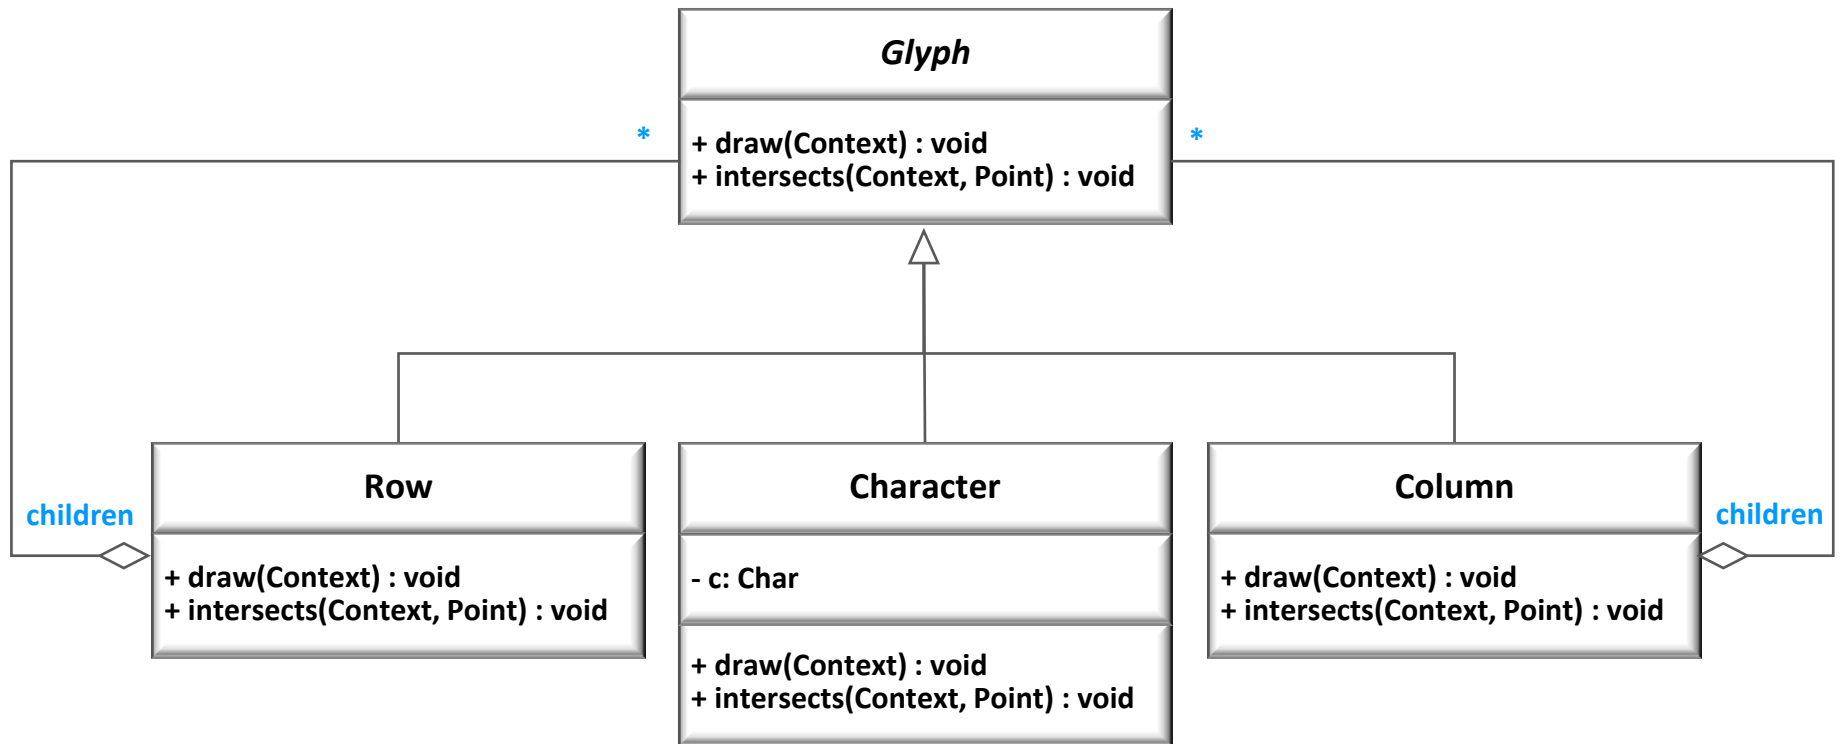 Glyph
*
*
+ draw(Context) : void
+ intersects(Context, Point) : void
Row
Character
Column
children
children
+ draw(Context) : void
+ intersects(Context, Point) : void
- c: Char
+ draw(Context) : void
+ intersects(Context, Point) : void
+ draw(Context) : void
+ intersects(Context, Point) : void